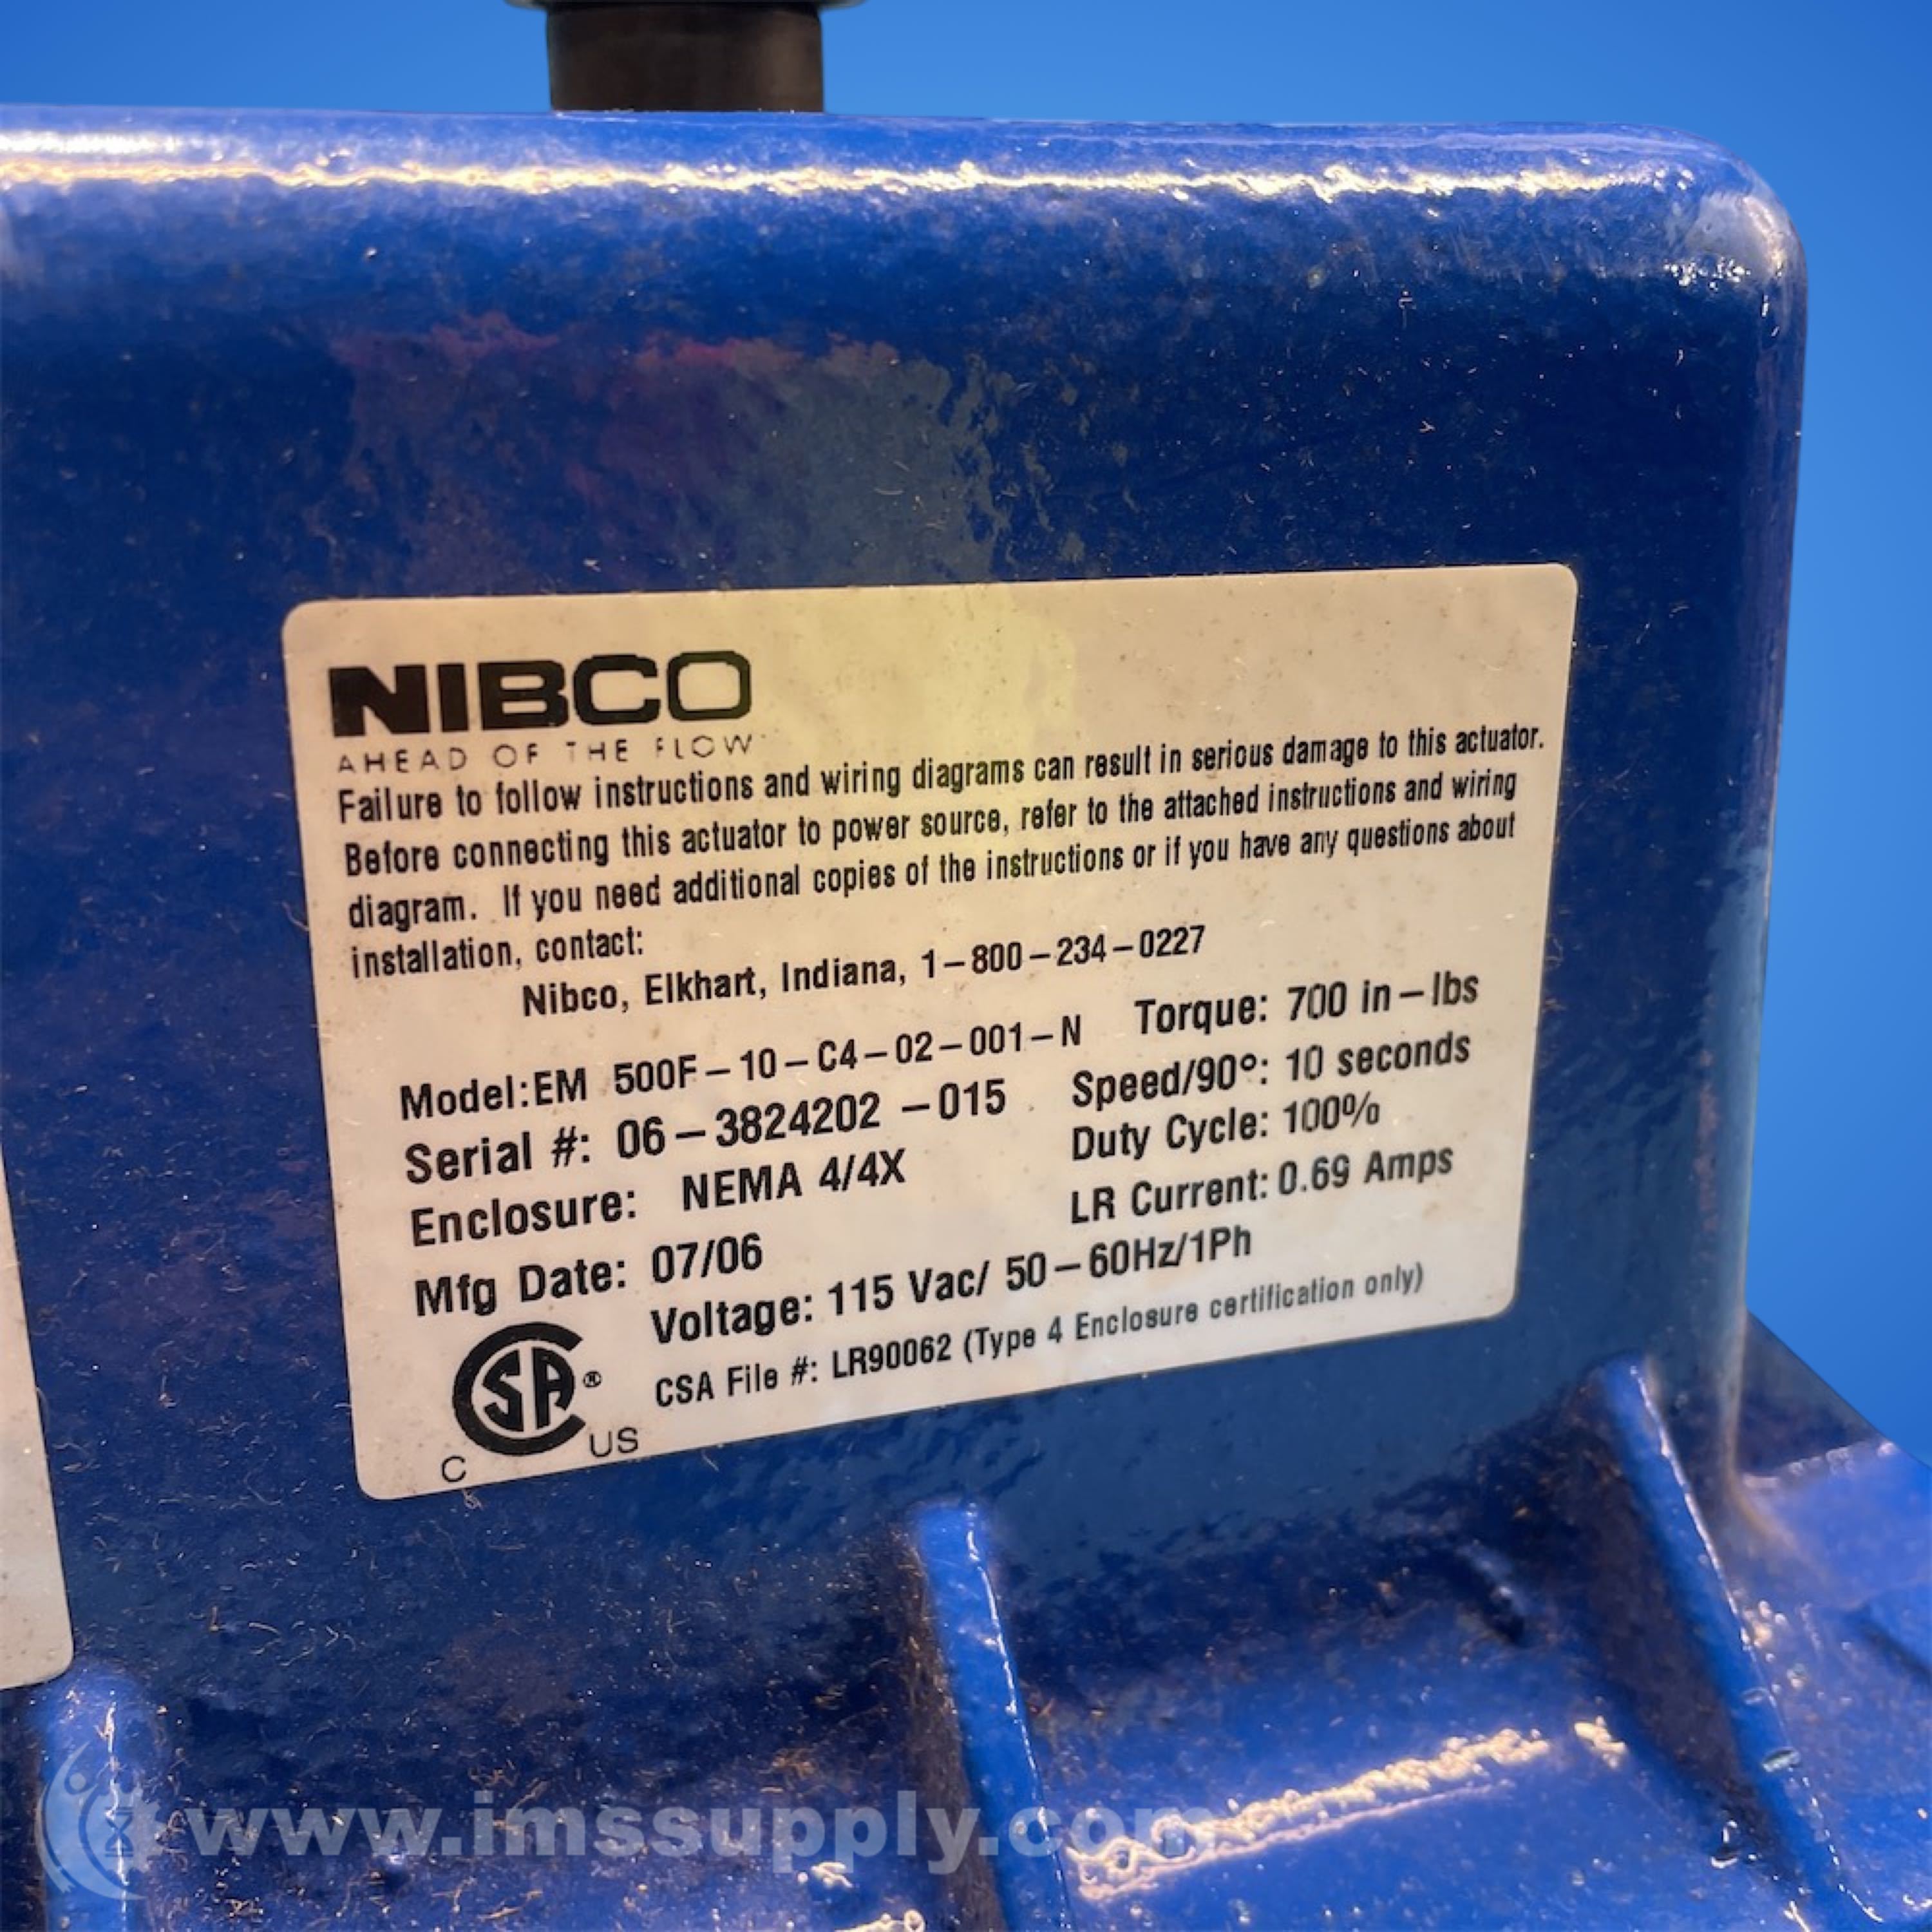 NIBCO
AHEAD OF THE FLOW
Failure to follow instructions and wiring diagrams can result in serious damage to this actuator.
Before connecting this actuator to power source, refer to the attached instructions and wiring
diagram. If you need additional copies of the instructions or if you have any questions about
installation, contact:
Nibco, Elkhart, Indiana, 1-800-234-0227
Model:EM 500F-10-C4-02-001-N Torque: 700 in-lbs
Serial #: 06-3824202 -015 Speed/90°: 10 seconds
Enclosure: NEMA 4/4X Duty Cycle: 100%
Mfg Date: 07/06 LR Current: 0.69 Amps
Voltage: 115 Vac/ 50-60Hz/1Ph
CSA File #: LR90062 (Type 4 Enclosure certification only)
CSA®
C US
www.imssupply.com